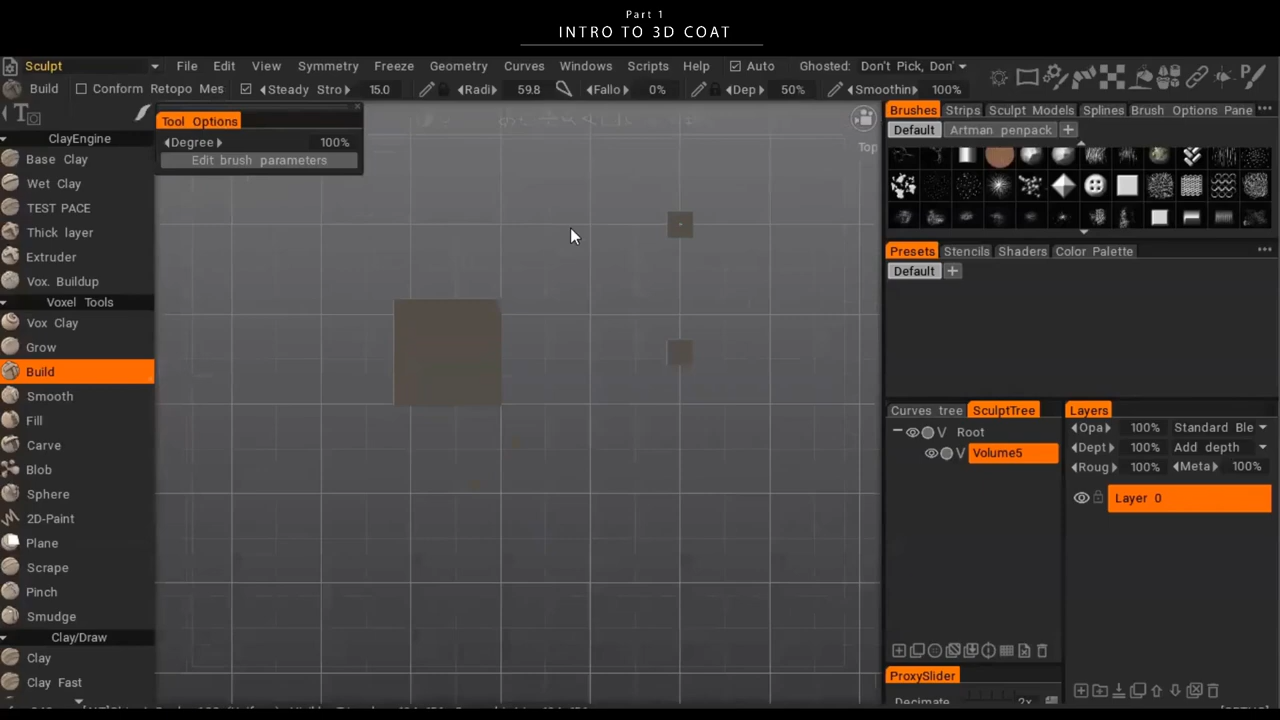 Part 1
INTRO TO 3D COAT
Sculpt File Edit View Symmetry Freeze Geometry Curves Windows Scripts Help Auto Ghosted: Don't Pick, Don'
Build Conform Retopo Mes Steady Stro 15.0 Radi 59.8 Fallo 0% Dep 50% Smoothin 100%
Tool Options
Degree 100%
Edit brush parameters
ClayEngine
Base Clay
Wet Clay
TEST PACE
Thick layer
Extruder
Vox. Buildup
Voxel Tools
Vox Clay
Grow
Build
Smooth
Fill
Carve
Blob
Sphere
2D-Paint
Plane
Scrape
Pinch
Smudge
Clay/Draw
Clay
Clay Fast
Top
Brushes Strips Sculpt Models Splines Brush Options Pane
Default Artman penpack
Presets Stencils Shaders Color Palette
Default
Curves tree SculptTree
V Root
V Volume5
ProxySlider
Decimate 2x
Layers
Opa 100% Standard Ble
Dept 100% Add depth
Roug 100% Meta 100%
Layer 0